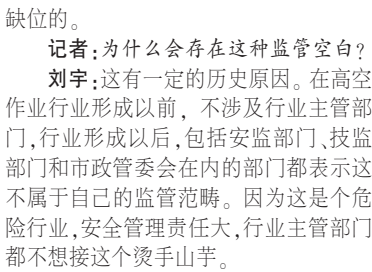 缺位的。
记者:为什么会存在这种监管空白?
刘宇:这有一定的历史原因。在高空
作业行业形成以前，不涉及行业主管部
门,行业形成以后,包括安监部门、技监
部门和市政管委会在内的部门都表示这
不属于自己的监管范畴。因为这是个危
险行业,安全管理责任大,行业主管部门
都不想接这个烫手山芋。